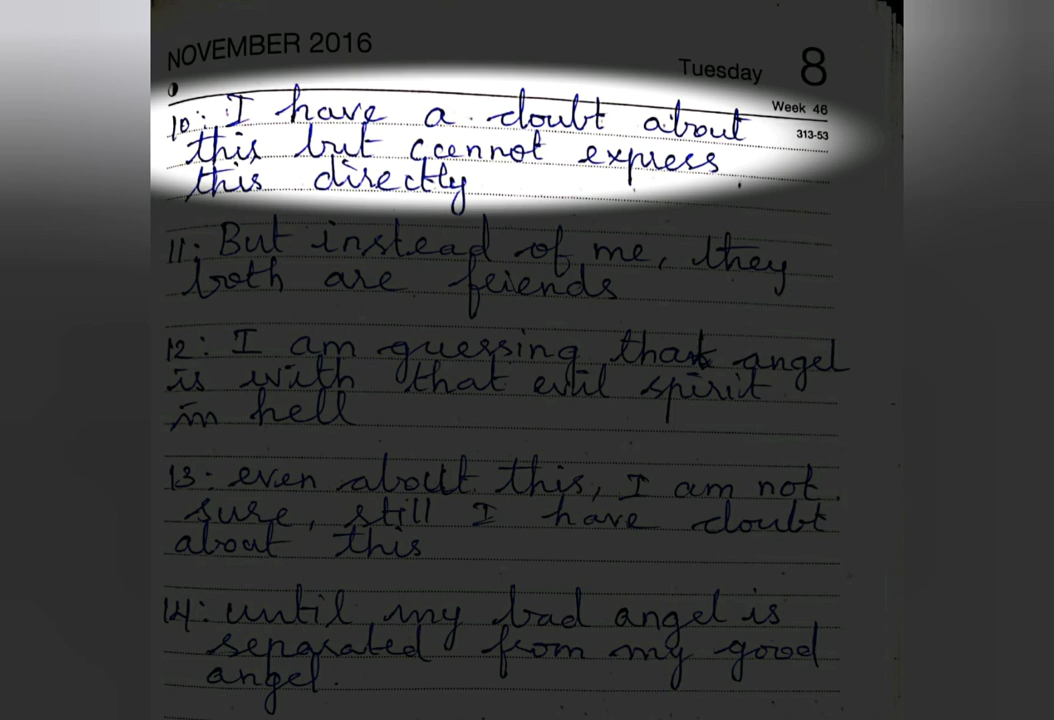 NOVEMBER 2016
Tuesday 8
Week 46
313-53
10: I have a doubt about
this but ccennot express
this directly
11: But instead of me, they
both are feiends
12: I am guessing that angel
is with that evil spirit
in hell
13: even about this, I am not
sure, still I have doubt
about this
14: until my bad angel is
seperated from my good
angel.